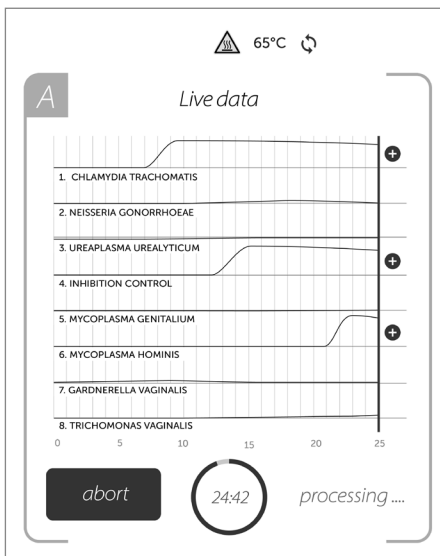 65°C
A
Live data
1. CHLAMYDIA TRACHOMATIS
2. NEISSERIA GONORRHOEAE
3. UREAPLASMA UREALYTICUM
4. INHIBITION CONTROL
5. MYCOPLASMA GENITALIUM
6. MYCOPLASMA HOMINIS
7. GARDNERELLA VAGINALIS
8. TRICHOMONAS VAGINALIS
0 5 10 15 20 25
abort 24:42 processing ....